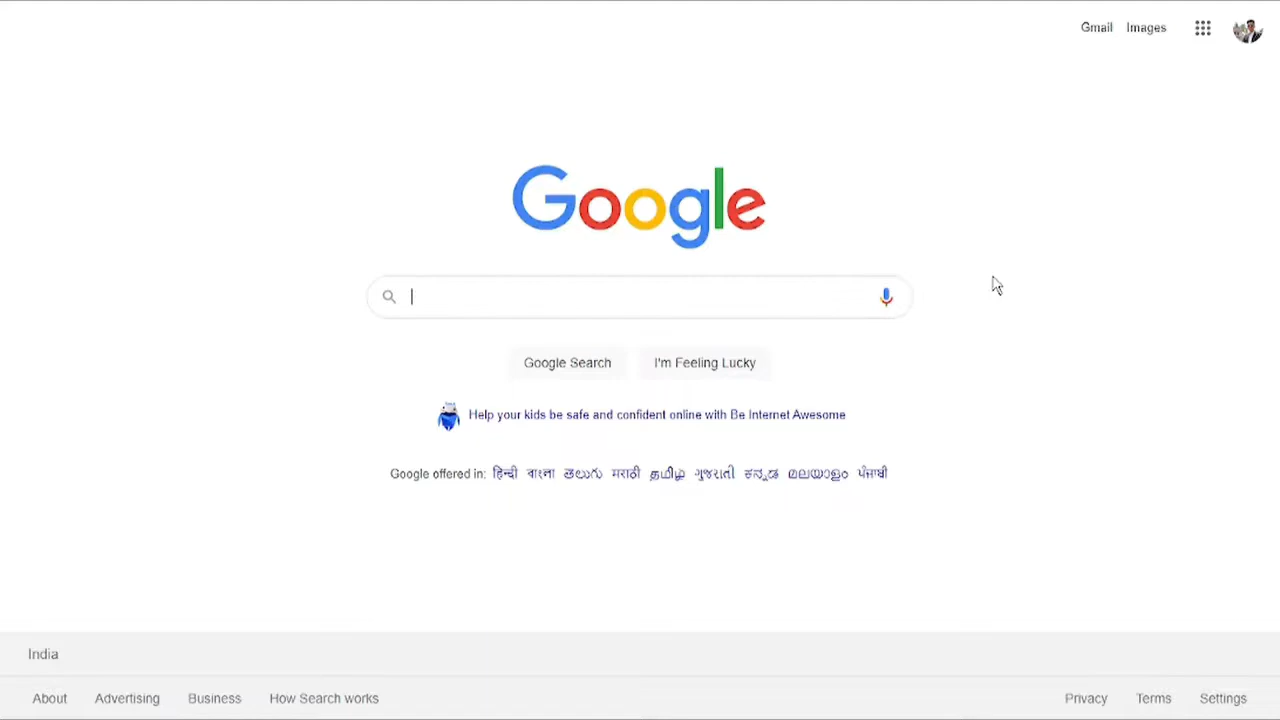 Gmail Images
Google
Google Search I'm Feeling Lucky
Help your kids be safe and confident online with Be Internet Awesome
Google offered in: हिन्दी বাংলা తెలుగు मराठी தமிழ் ગુજરાતી ಕನ್ನಡ മലയാളം ਪੰਜਾਬੀ
India
About Advertising Business How Search works Privacy Terms Settings